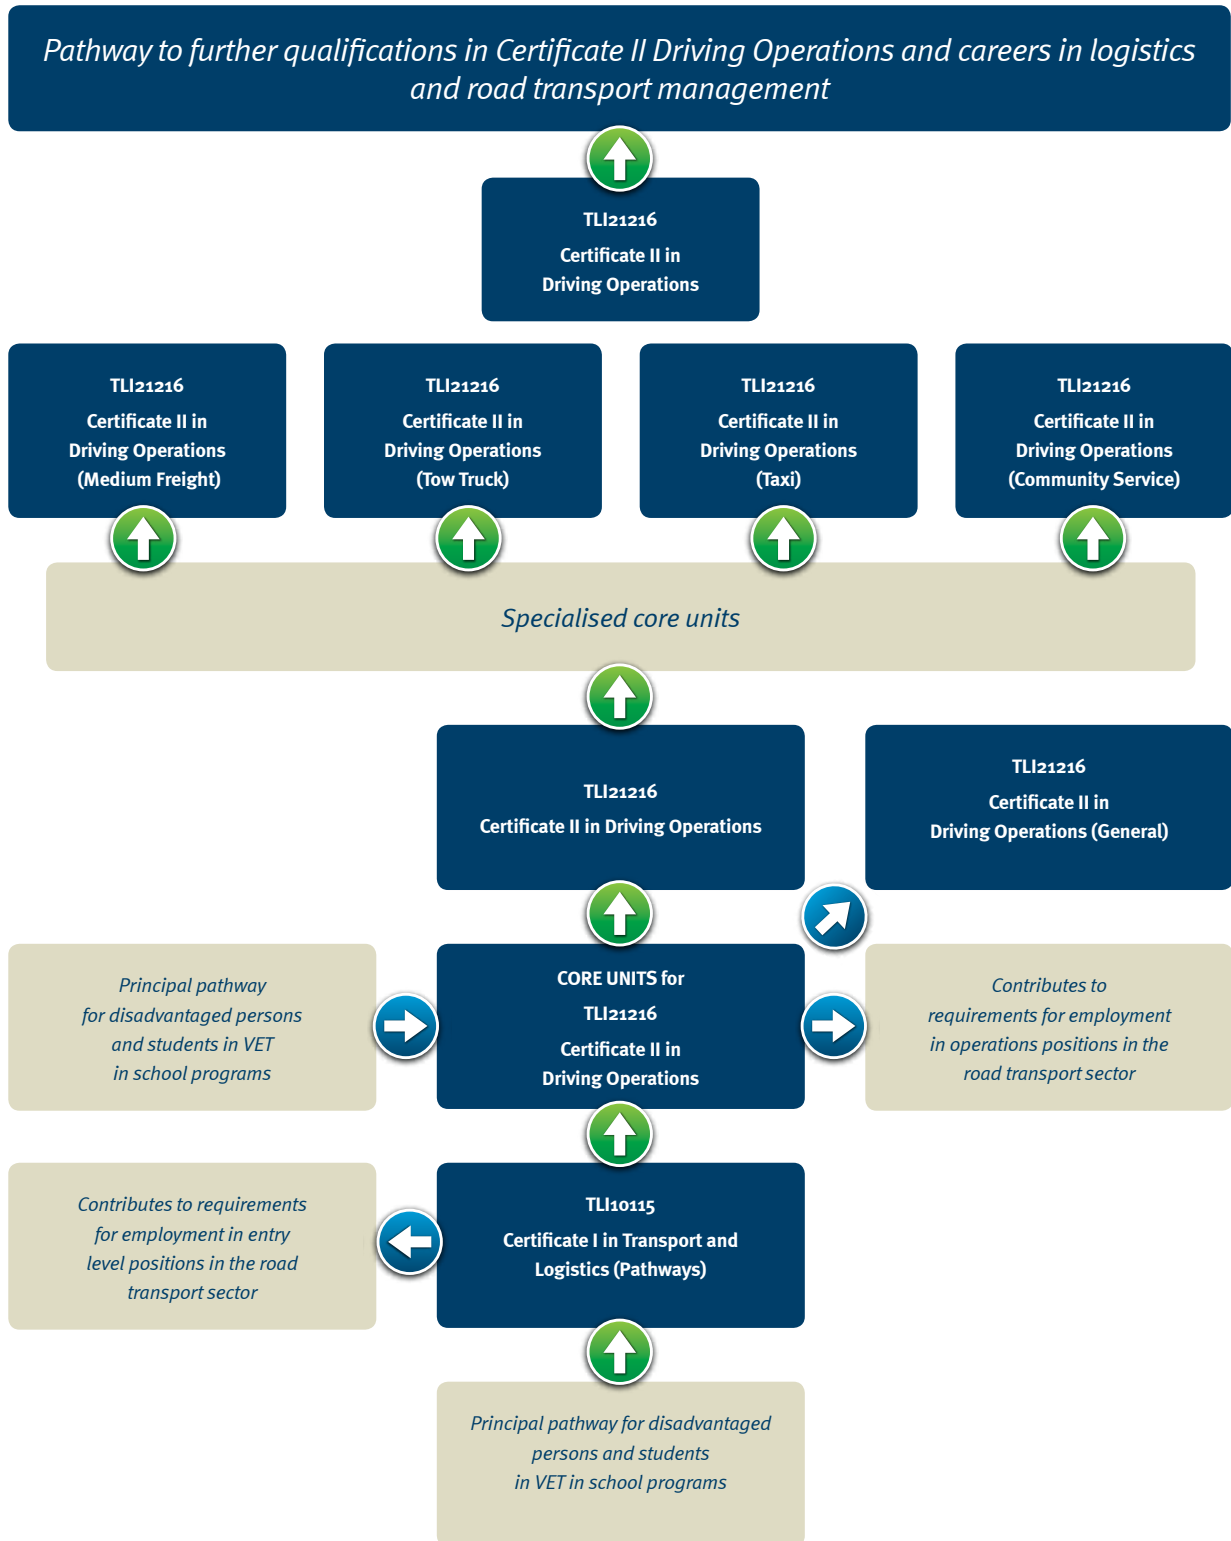 Pathway to further qualifications in Certificate II Driving Operations and careers in logistics
and road transport management
TLI21216
Certificate II in
Driving Operations
TLI21216
Certificate II in
Driving Operations
(Medium Freight)
TLI21216
Certificate II in
Driving Operations
(Tow Truck)
TLI21216
Certificate II in
Driving Operations
(Taxi)
TLI21216
Certificate II in
Driving Operations
(Community Service)
Specialised core units
TLI21216
Certificate II in Driving Operations
TLI21216
Certificate II in
Driving Operations (General)
Principal pathway
for disadvantaged persons
and students in VET
in school programs
CORE UNITS for
TLI21216
Certificate II in
Driving Operations
Contributes to
requirements for employment
in operations positions in the
road transport sector
Contributes to requirements
for employment in entry
level positions in the road
transport sector
TLI10115
Certificate I in Transport and
Logistics (Pathways)
Principal pathway for disadvantaged
persons and students
in VET in school programs